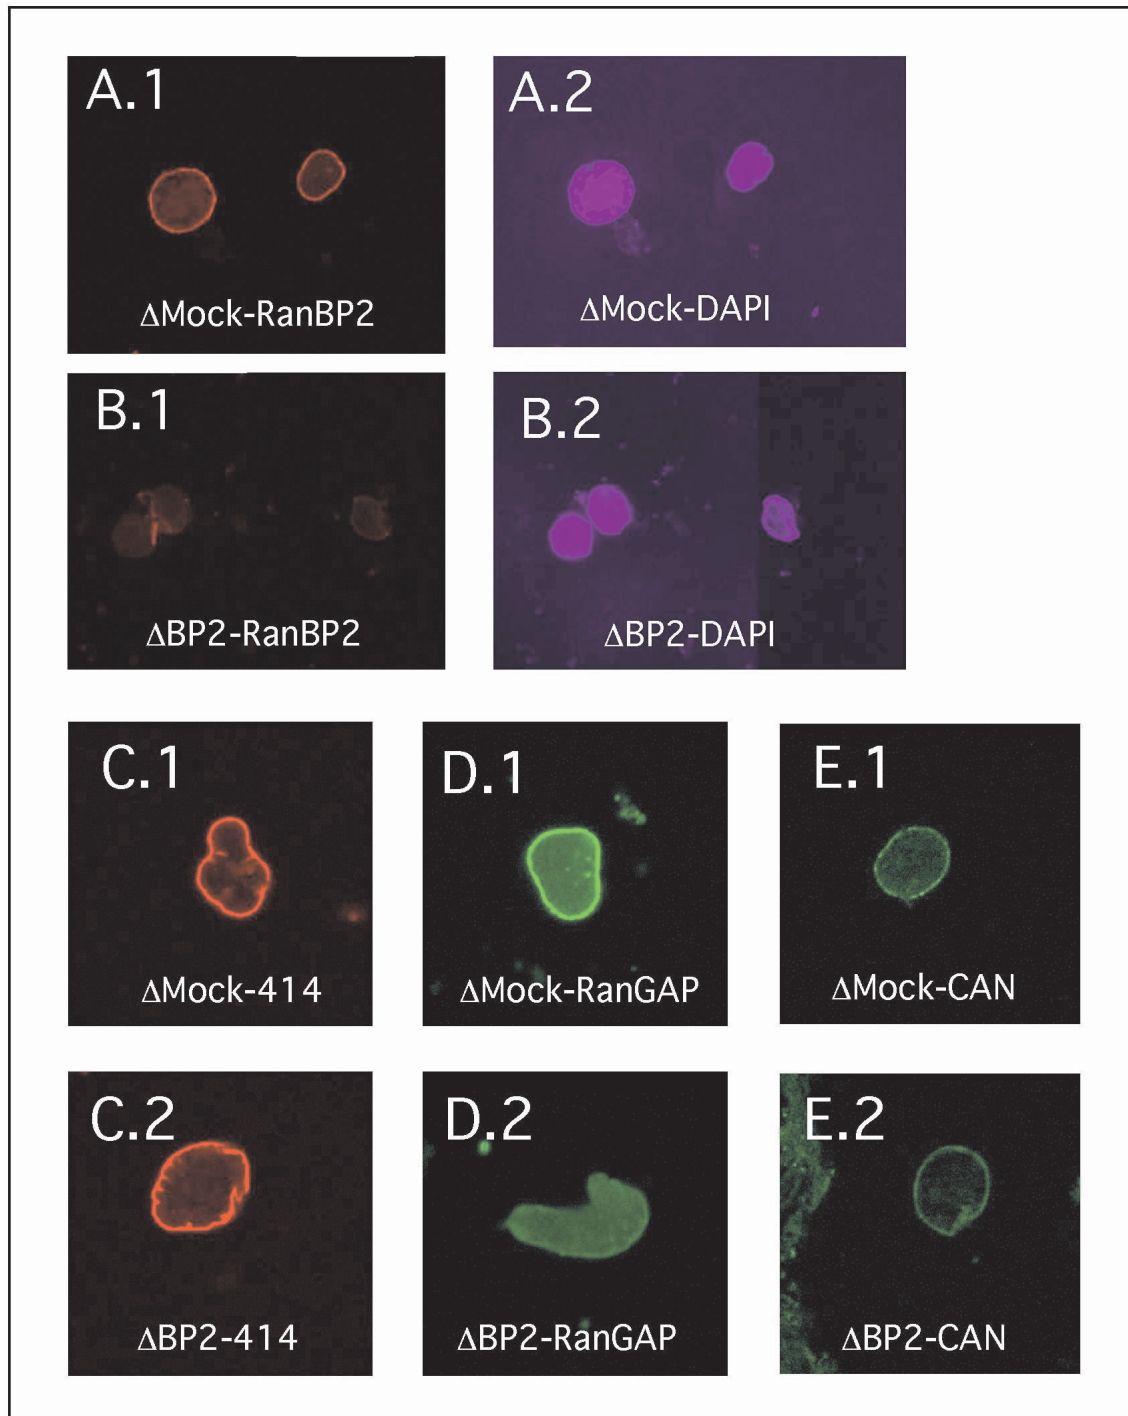 A.1
ΔMock-RanBP2
A.2
ΔMock-DAPI
B.1
ΔBP2-RanBP2
B.2
ΔBP2-DAPI
C.1
ΔMock-414
D.1
ΔMock-RanGAP
E.1
ΔMock-CAN
C.2
ΔBP2-414
D.2
ΔBP2-RanGAP
E.2
ΔBP2-CAN